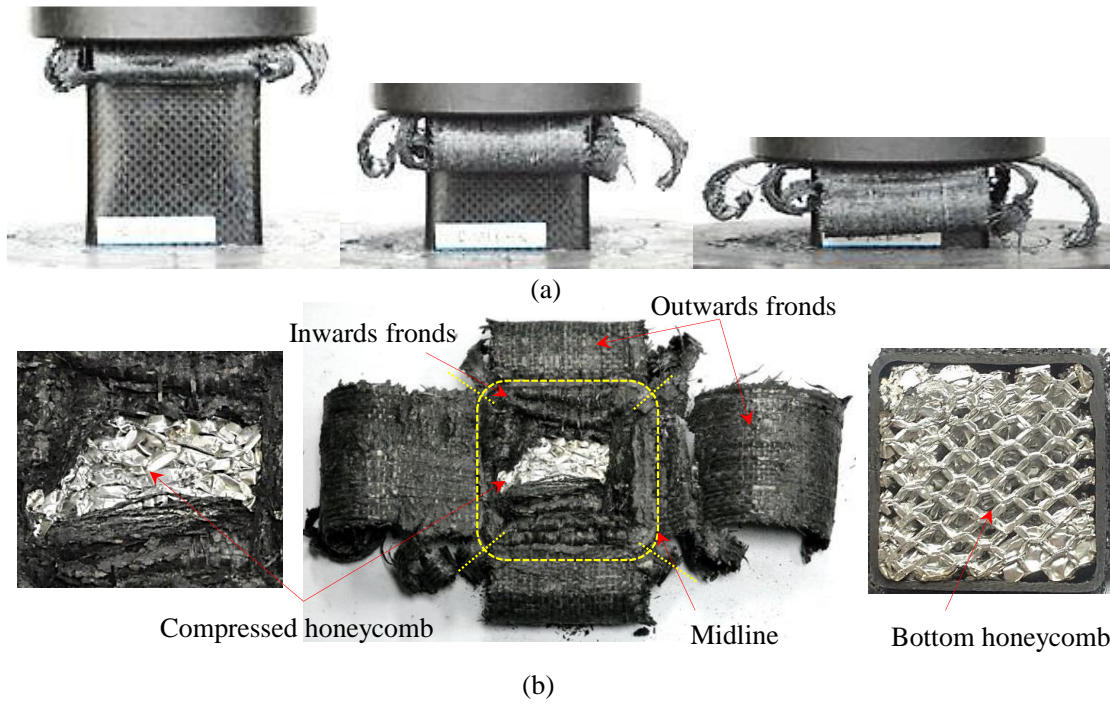 (a)
Inwards fronds
Outwards fronds
Compressed honeycomb
Midline
Bottom honeycomb
(b)